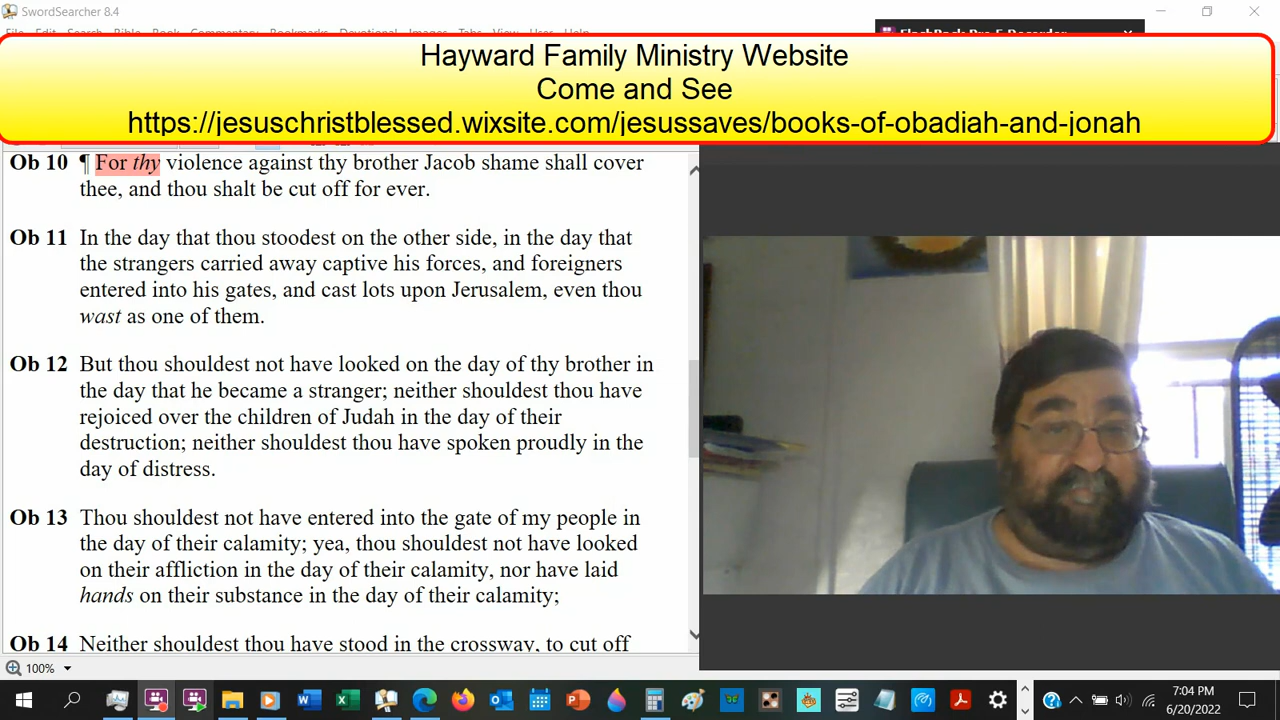 SwordSearcher 8.4
Hayward Family Ministry Website
Come and See
https://jesuschristblessed.wixsite.com/jesussaves/books-of-obadiah-and-jonah
Ob 10 ¶ For thy violence against thy brother Jacob shame shall cover
thee, and thou shalt be cut off for ever.
Ob 11 In the day that thou stoodest on the other side, in the day that
the strangers carried away captive his forces, and foreigners
entered into his gates, and cast lots upon Jerusalem, even thou
wast as one of them.
Ob 12 But thou shouldest not have looked on the day of thy brother in
the day that he became a stranger; neither shouldest thou have
rejoiced over the children of Judah in the day of their
destruction; neither shouldest thou have spoken proudly in the
day of distress.
Ob 13 Thou shouldest not have entered into the gate of my people in
the day of their calamity; yea, thou shouldest not have looked
on their affliction in the day of their calamity, nor have laid
hands on their substance in the day of their calamity;
Ob 14 Neither shouldest thou have stood in the crossway, to cut off
100%
7:04 PM
6/20/2022